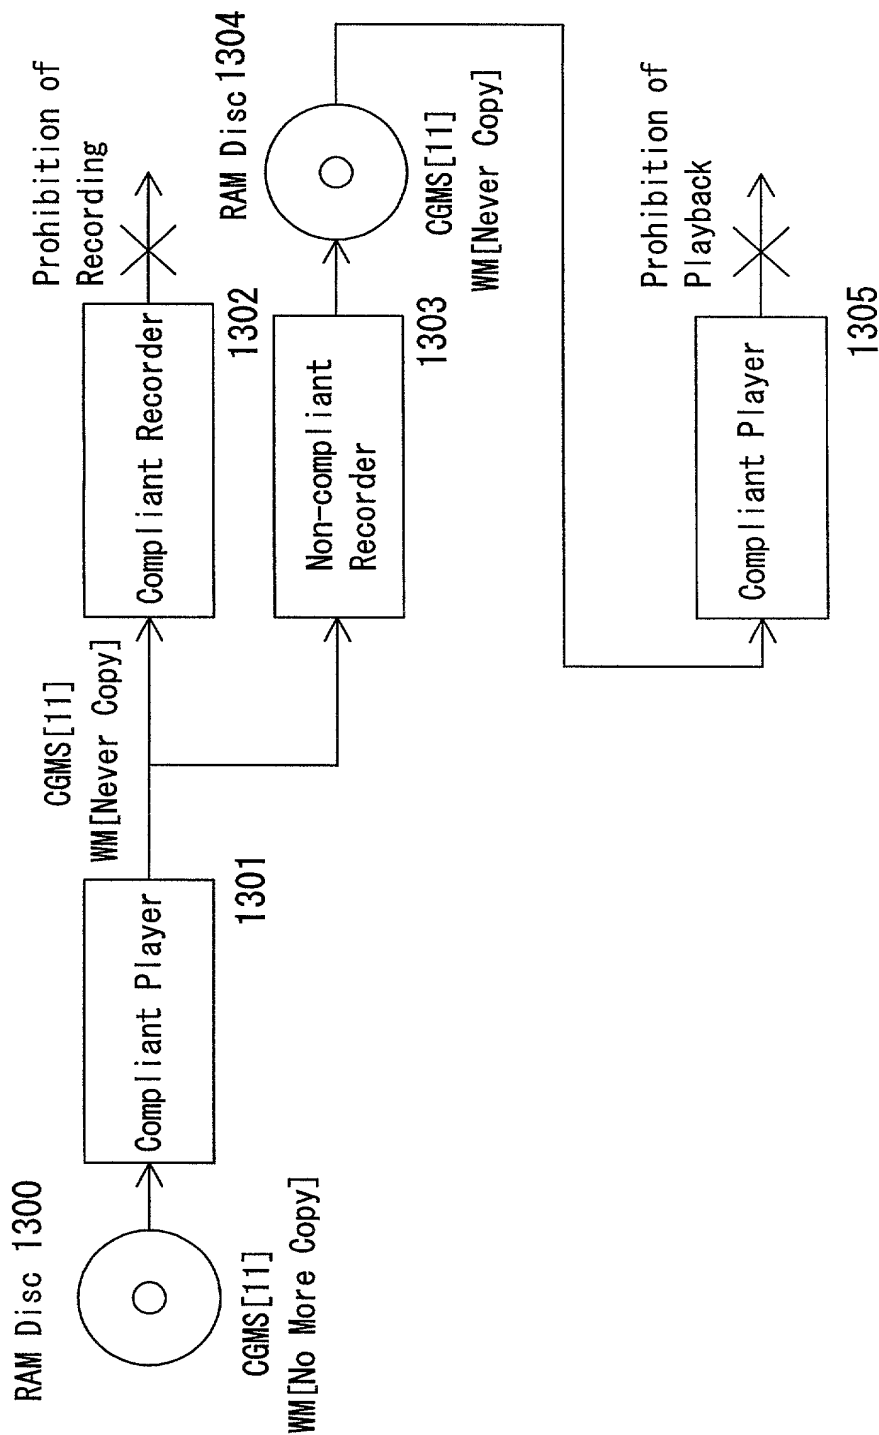 RAM Disc 1300
CGMS[11]
WM[No More Copy]
Compliant Player
1301
CGMS[11]
WM[Never Copy]
Compliant Recorder
1302
Prohibition of
Recording
Non-compliant
Recorder
1303
RAM Disc1304
CGMS[11]
WM[Never Copy]
Compliant Player
1305
Prohibition of
Playback